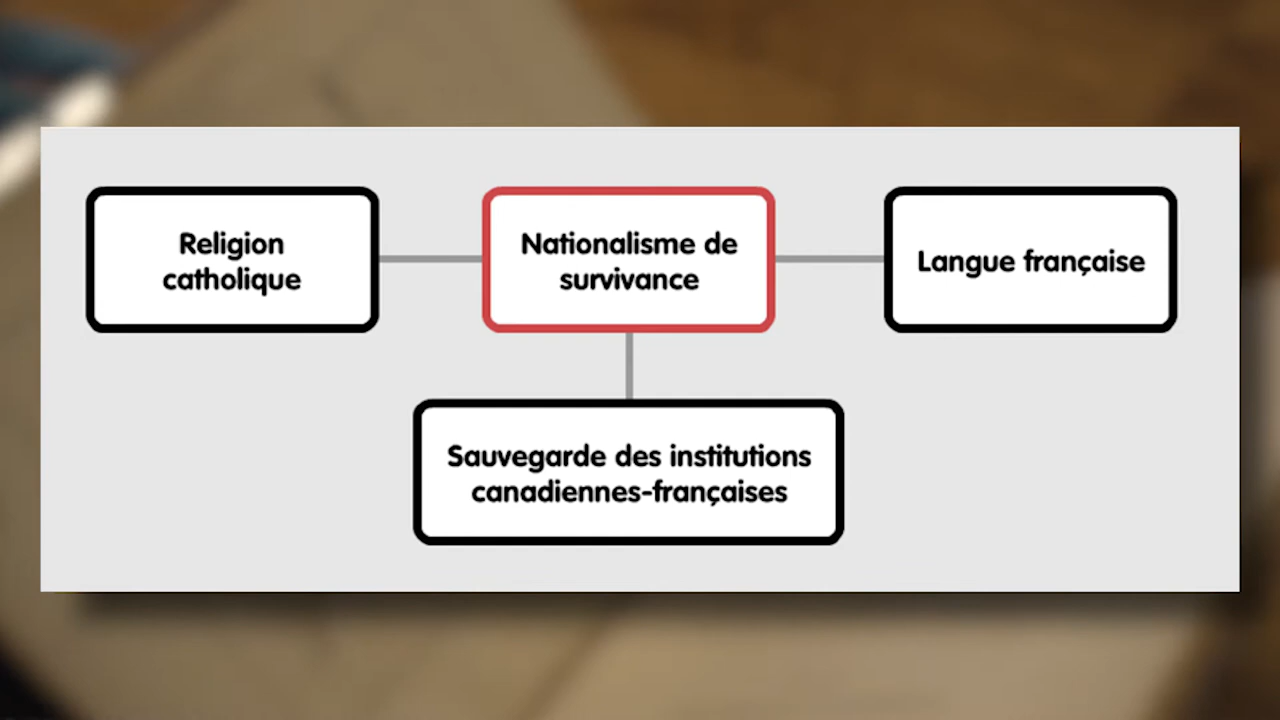 Religion
catholique
Nationalisme de
survivance
Langue française
Sauvegarde des institutions
canadiennes-françaises